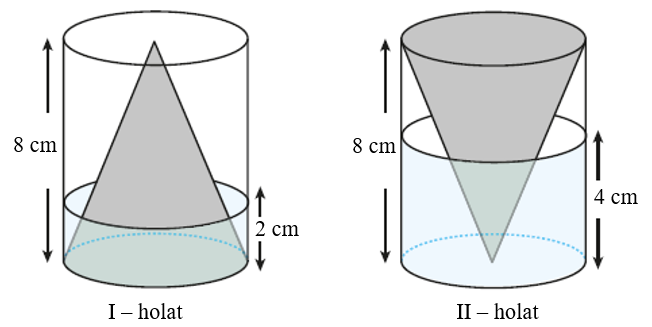 8 cm
2 cm
I – holat
8 cm
4 cm
II – holat